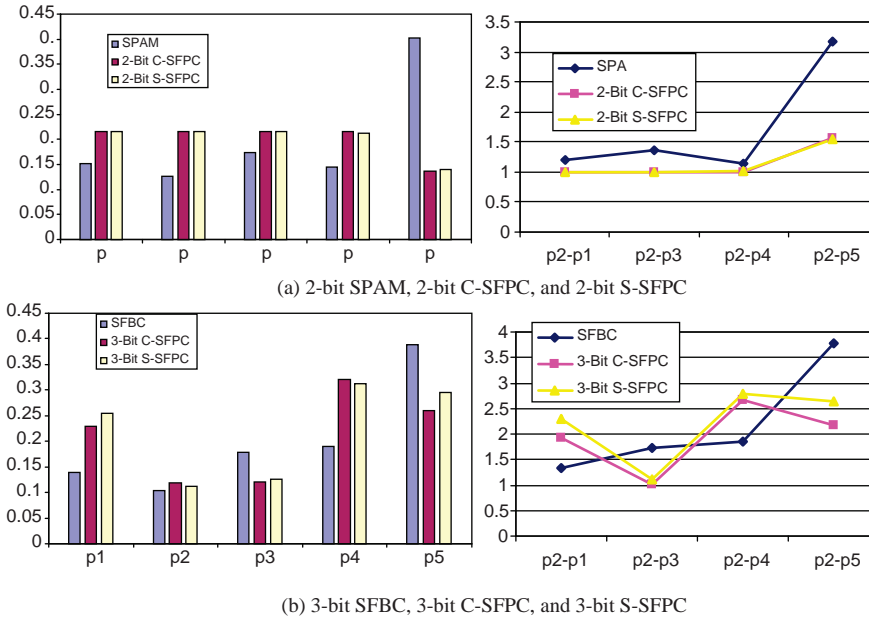 0.45
0.
0.35
0.
0.25
0.
0.15
0.
0.05
0
SPAM
2-Bit C-SFPC
2-Bit S-SFPC
p p p p p
3.5
3
2.5
2
1.5
1
0.5
0
SPA
2-Bit C-SFPC
2-Bit S-SFPC
p2-p1 p2-p3 p2-p4 p2-p5
(a) 2-bit SPAM, 2-bit C-SFPC, and 2-bit S-SFPC
0.45
0.4
0.35
0.3
0.25
0.2
0.15
0.1
0.05
0
SFBC
3-Bit C-SFPC
3-Bit S-SFPC
p1 p2 p3 p4 p5
4
3.5
3
2.5
2
1.5
1
0.5
0
SFBC
3-Bit C-SFPC
3-Bit S-SFPC
p2-p1 p2-p3 p2-p4 p2-p5
(b) 3-bit SFBC, 3-bit C-SFPC, and 3-bit S-SFPC